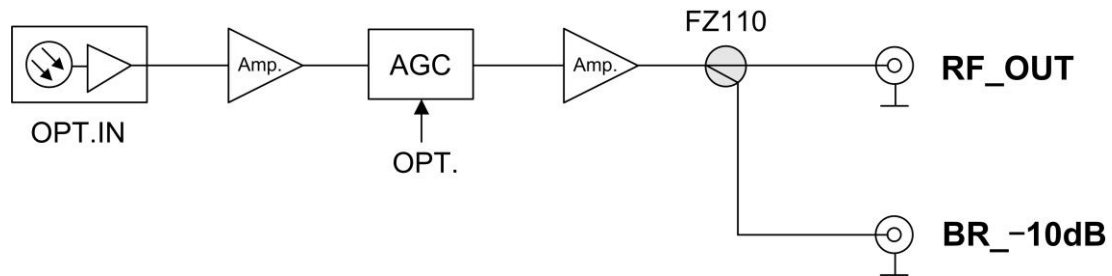 FZ110
Amp.
AGC
Amp.
RF_OUT
OPT.IN
OPT.
BR_-10dB